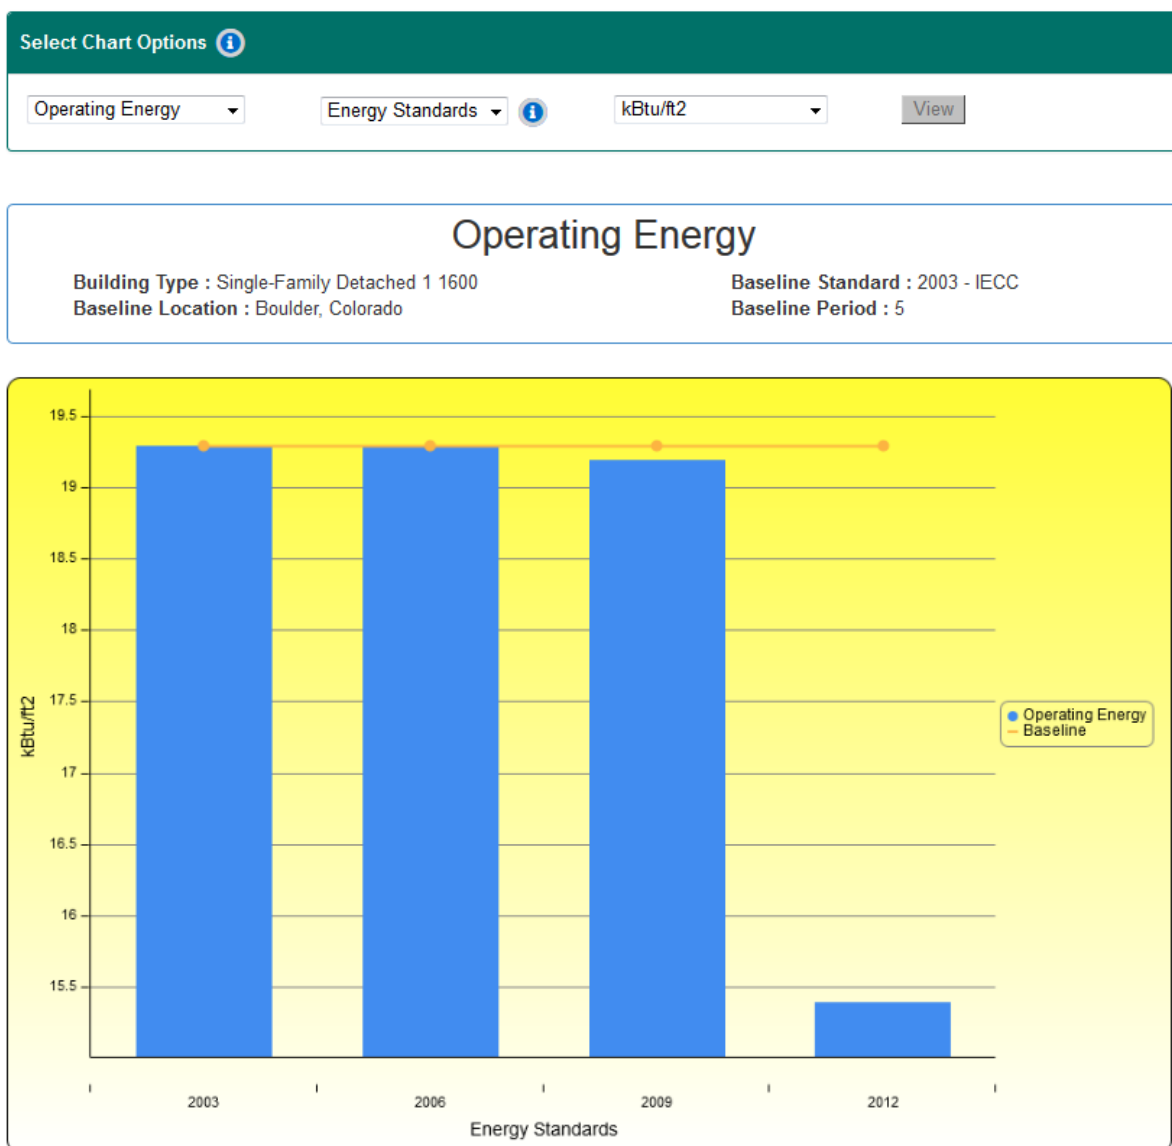 Select Chart Options
Operating Energy Energy Standards kBtu/ft2 View
Operating Energy
Building Type : Single-Family Detached 1 1600 Baseline Standard : 2003 - IECC
Baseline Location : Boulder, Colorado Baseline Period : 5
19.5
19
18.5
18
17.5
17
16.5
16
15.5
kBtu/ft2
Operating Energy
Baseline
2003 2006 2009 2012
Energy Standards